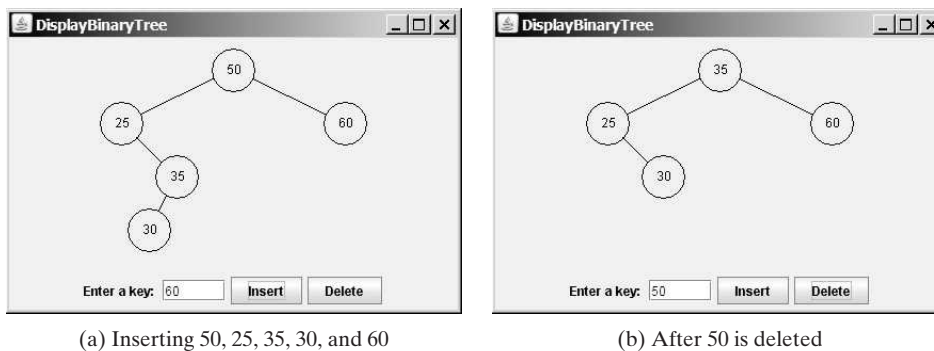 DisplayBinaryTree
50
25
60
35
30
Enter a key: 60 Insert Delete
(a) Inserting 50, 25, 35, 30, and 60
DisplayBinaryTree
35
25
60
30
Enter a key: 50 Insert Delete
(b) After 50 is deleted